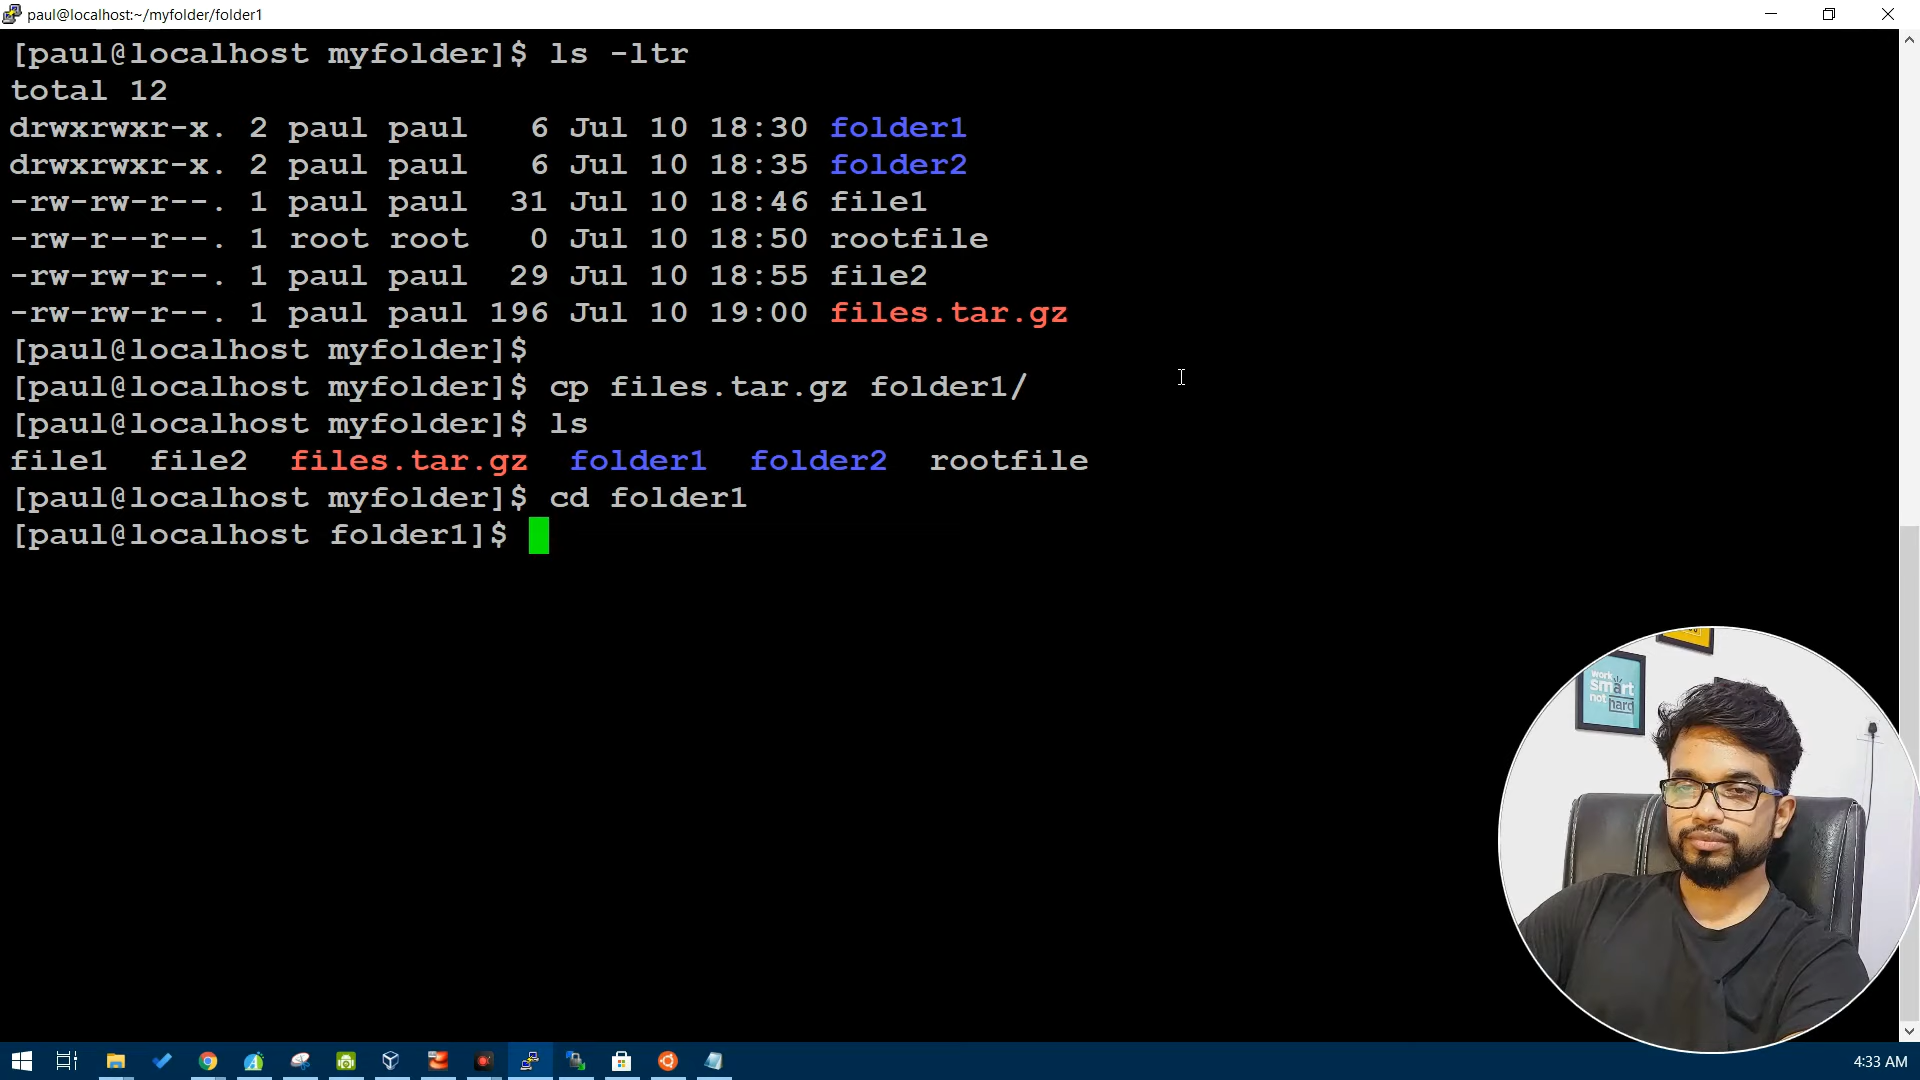 paul@localhost:~/myfolder/folder1
[paul@localhost myfolder]$ ls -ltr
total 12
drwxrwxr-x. 2 paul paul   6 Jul 10 18:30 folder1
drwxrwxr-x. 2 paul paul   6 Jul 10 18:35 folder2
-rw-rw-r--. 1 paul paul  31 Jul 10 18:46 file1
-rw-r--r--. 1 root root   0 Jul 10 18:50 rootfile
-rw-rw-r--. 1 paul paul  29 Jul 10 18:55 file2
-rw-rw-r--. 1 paul paul 196 Jul 10 19:00 files.tar.gz
[paul@localhost myfolder]$
[paul@localhost myfolder]$ cp files.tar.gz folder1/
[paul@localhost myfolder]$ ls
file1  file2  files.tar.gz  folder1  folder2  rootfile
[paul@localhost myfolder]$ cd folder1
[paul@localhost folder1]$
work
smart
not
hard
4:33 AM